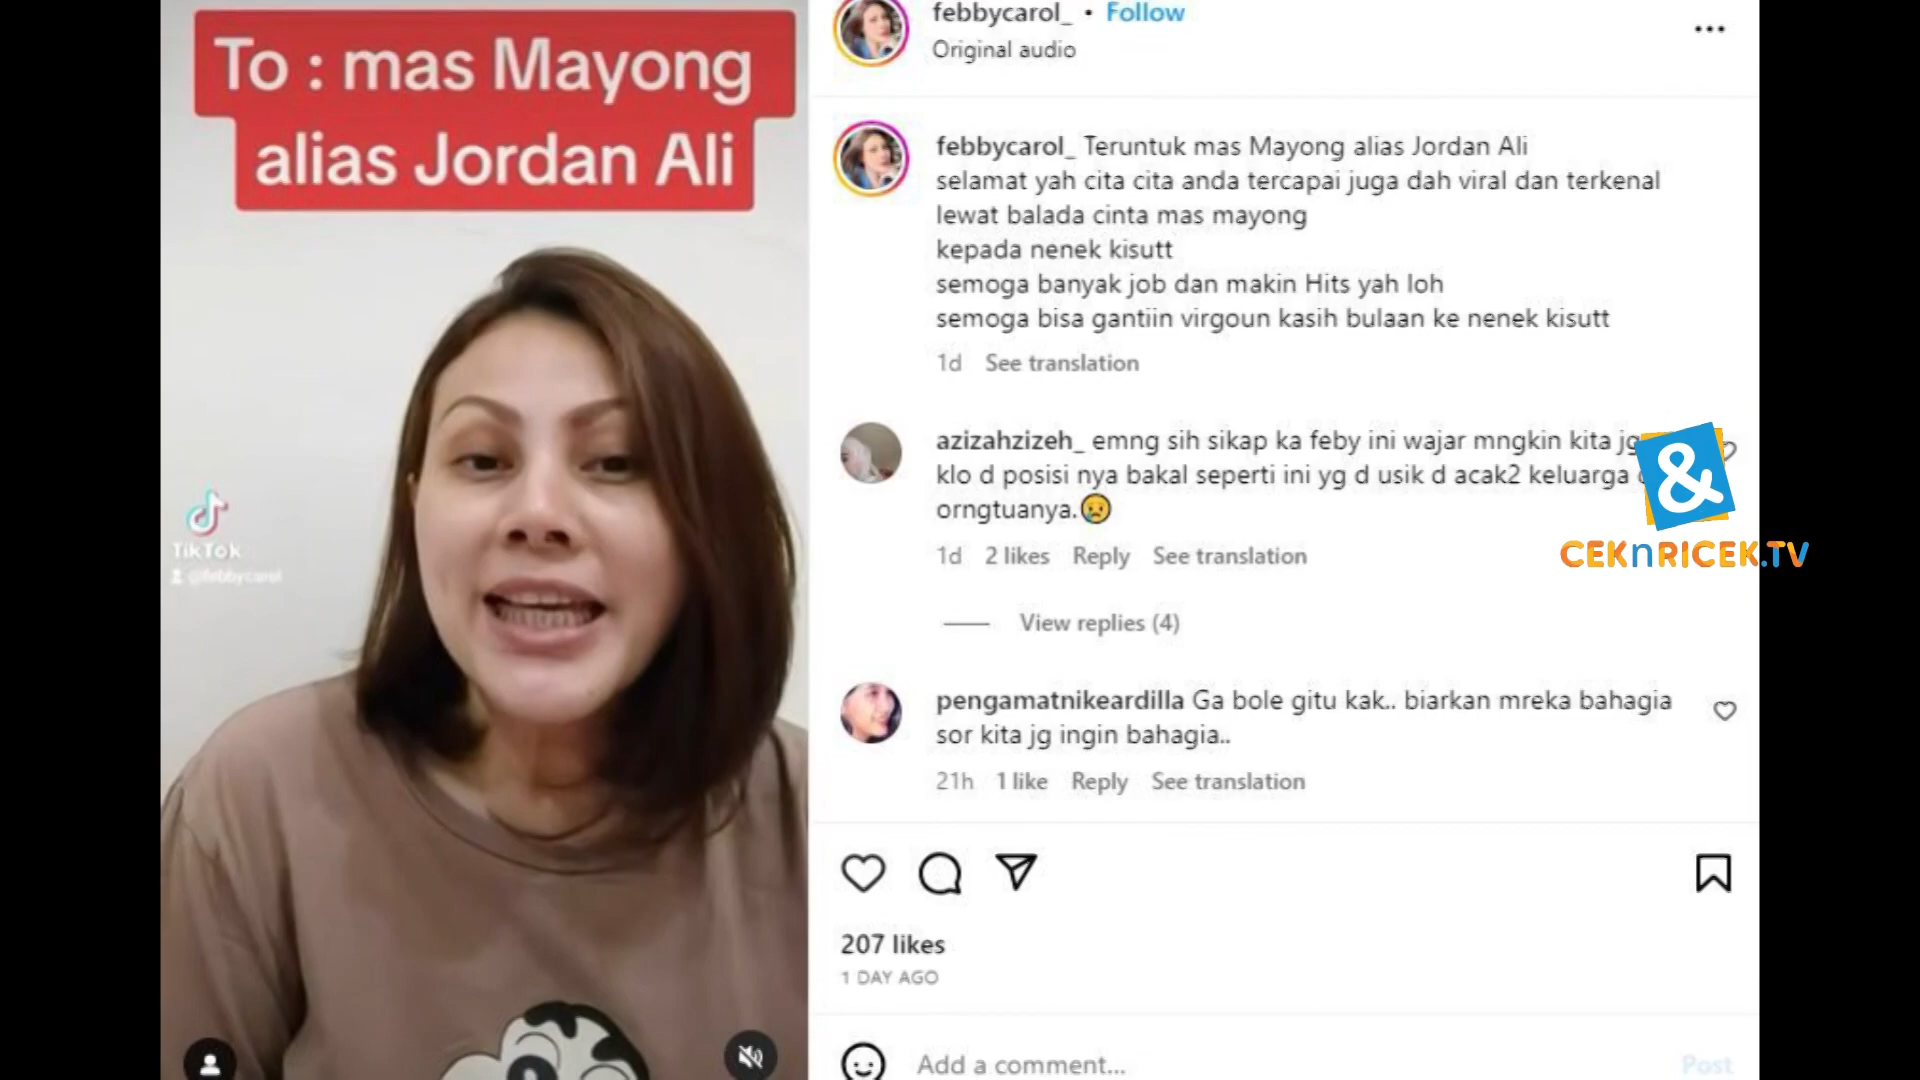 To : mas Mayong
alias Jordan Ali
TikTok
@febbycarol
febbycarol_ • Follow
Original audio
febbycarol_ Teruntuk mas Mayong alias Jordan Ali
selamat yah cita cita anda tercapai juga dah viral dan terkenal
lewat balada cinta mas mayong
kepada nenek kisutt
semoga banyak job dan makin Hits yah loh
semoga bisa gantiin virgoun kasih bulaan ke nenek kisutt
1d See translation
azizahzizeh_ emng sih sikap ka feby ini wajar mngkin kita jg
klo d posisi nya bakal seperti ini yg d usik d acak2 keluarga
orngtuanya.😢
1d 2 likes Reply See translation
View replies (4)
pengamatnikeardilla Ga bole gitu kak.. biarkan mreka bahagia
sor kita jg ingin bahagia..
21h 1 like Reply See translation
207 likes
1 DAY AGO
Add a comment...
Post
&
CEKnRICEK.TV